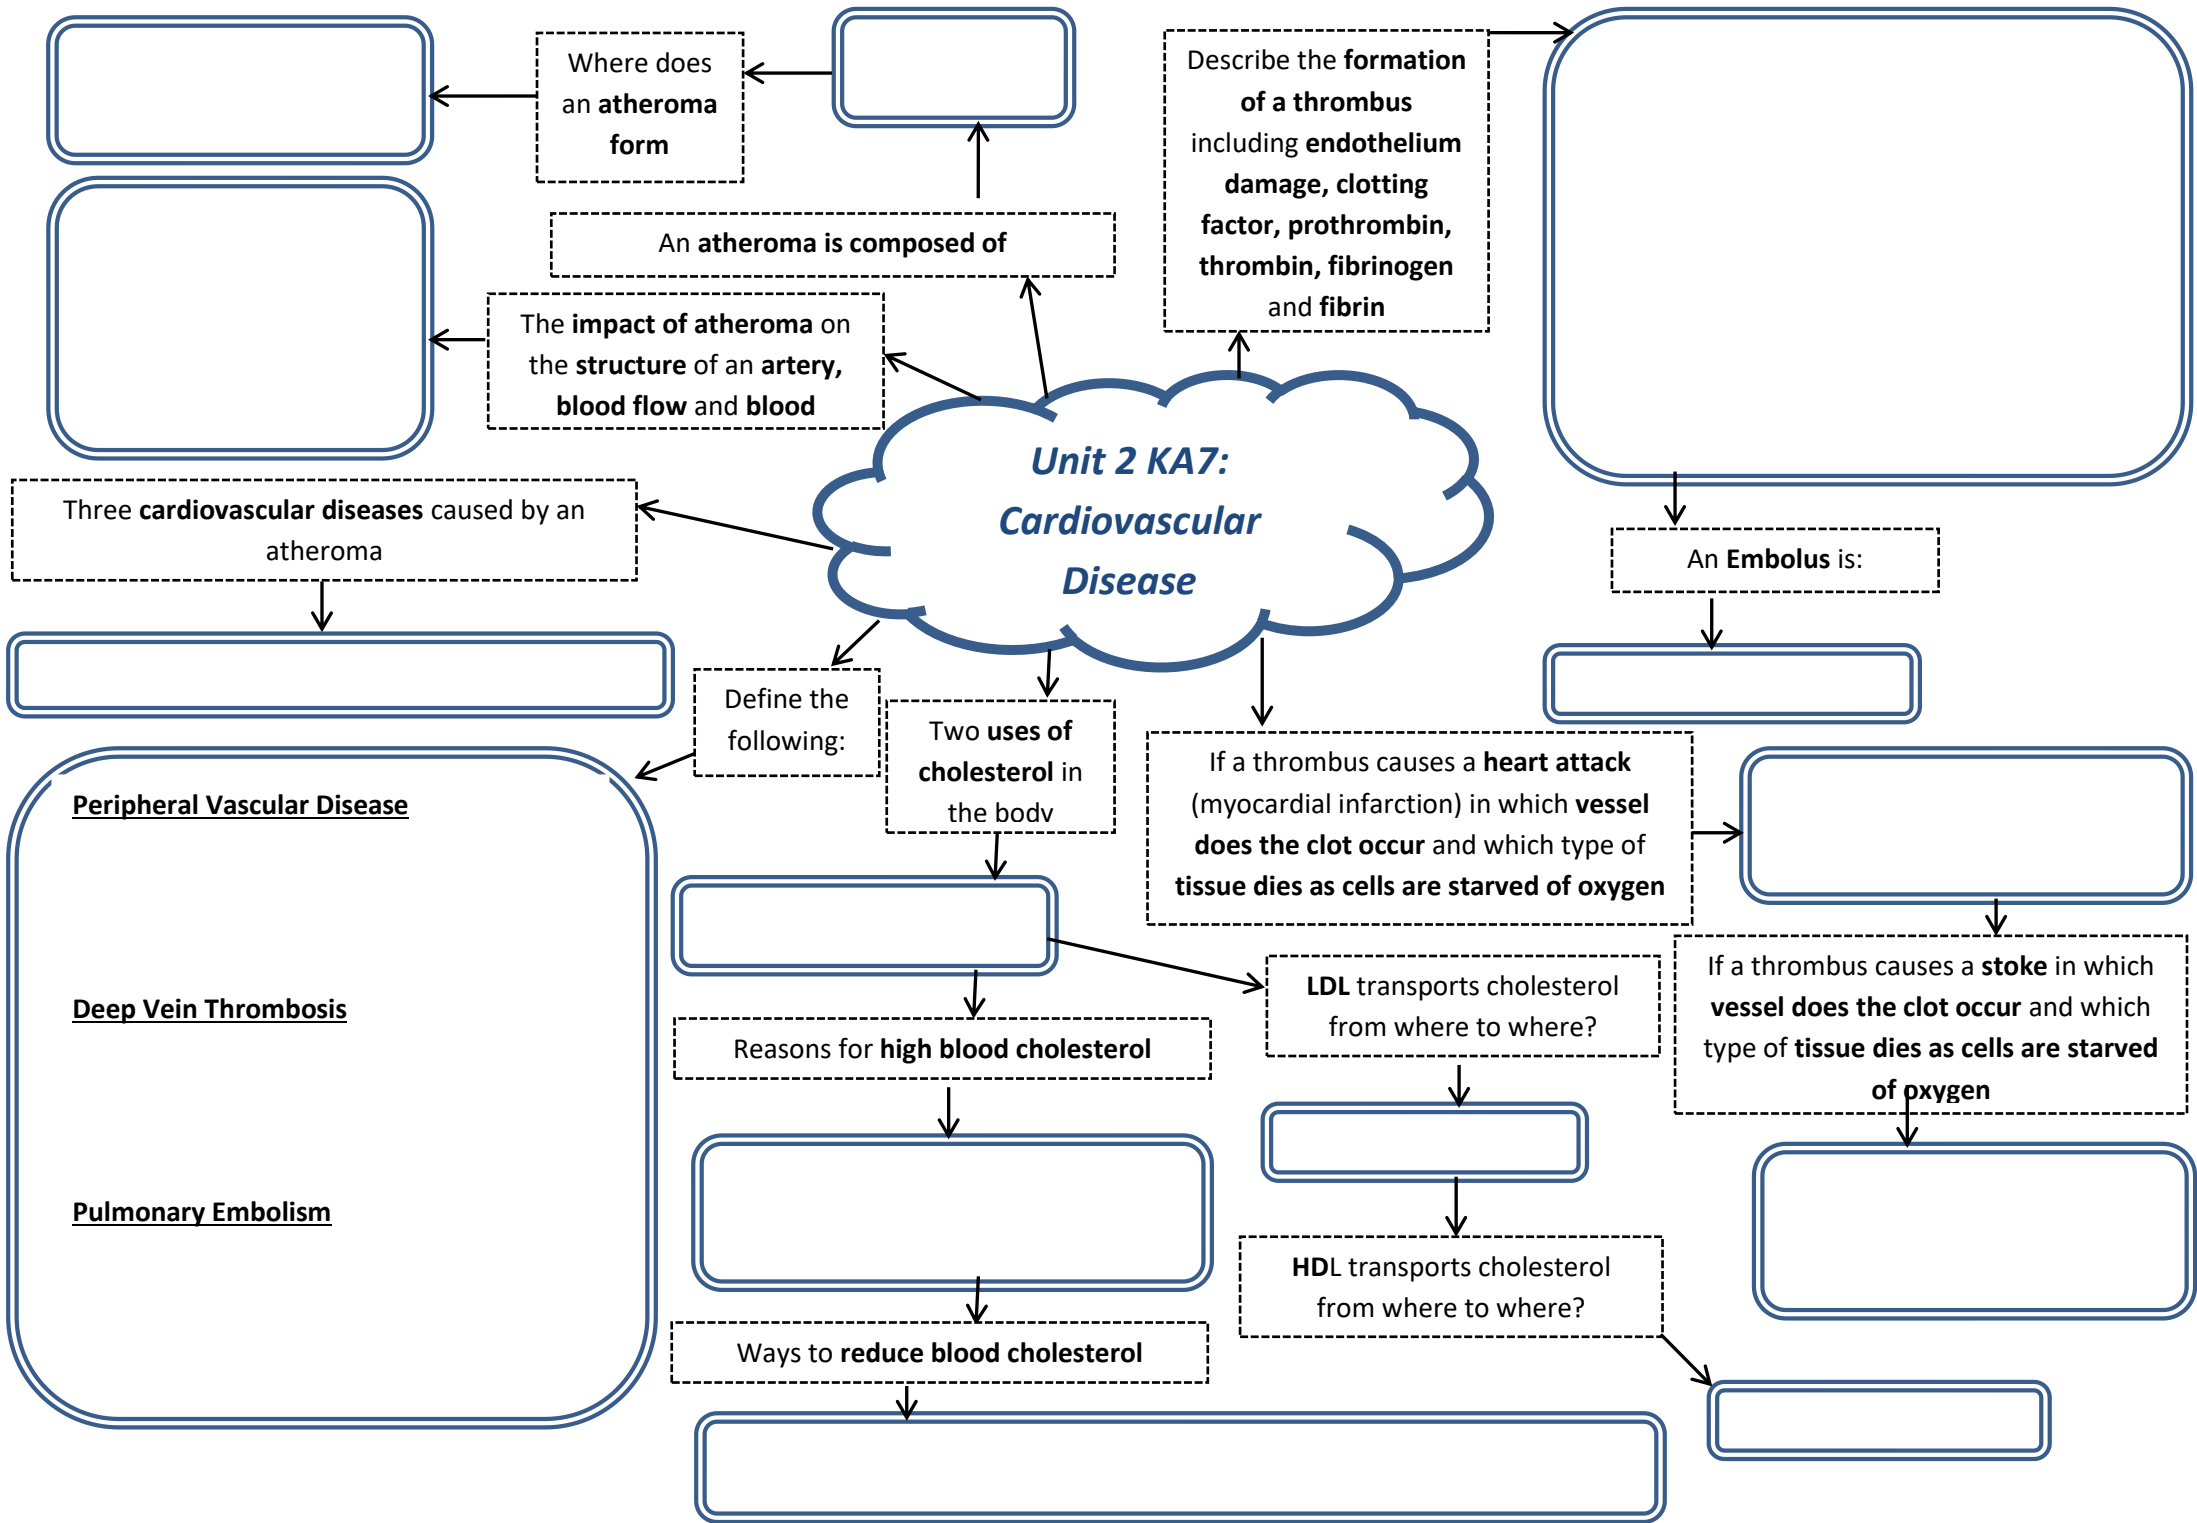 Where does
an atheroma
form
An atheroma is composed of
The impact of atheroma on
the structure of an artery,
blood flow and blood
Describe the formation
of a thrombus
including endothelium
damage, clotting
factor, prothrombin,
thrombin, fibrinogen
and fibrin
Unit 2 KA7:
Cardiovascular
Disease
Three cardiovascular diseases caused by an
atheroma
An Embolus is:
Define the
following:
Two uses of
cholesterol in
the body
If a thrombus causes a heart attack
(myocardial infarction) in which vessel
does the clot occur and which type of
tissue dies as cells are starved of oxygen
Peripheral Vascular Disease
Deep Vein Thrombosis
Pulmonary Embolism
Reasons for high blood cholesterol
LDL transports cholesterol
from where to where?
If a thrombus causes a stoke in which
vessel does the clot occur and which
type of tissue dies as cells are starved
of oxygen
HDL transports cholesterol
from where to where?
Ways to reduce blood cholesterol